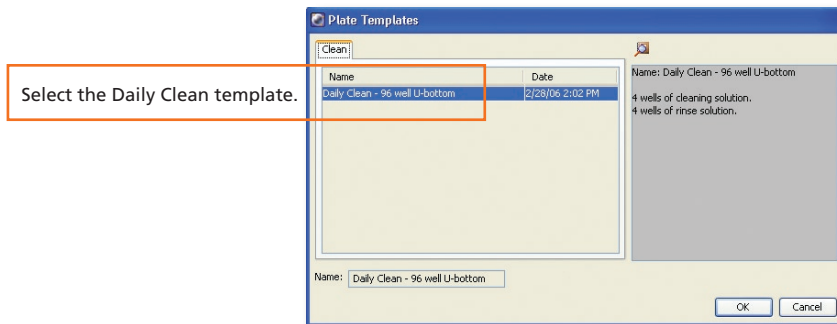 Plate Templates
Clean
Select the Daily Clean template.
Name Date
Daily Clean - 96 well U-bottom 2/28/06 2:02 PM
Name: Daily Clean - 96 well U-bottom
4 wells of cleaning solution.
4 wells of rinse solution.
Name: Daily Clean - 96 well U-bottom
OK Cancel